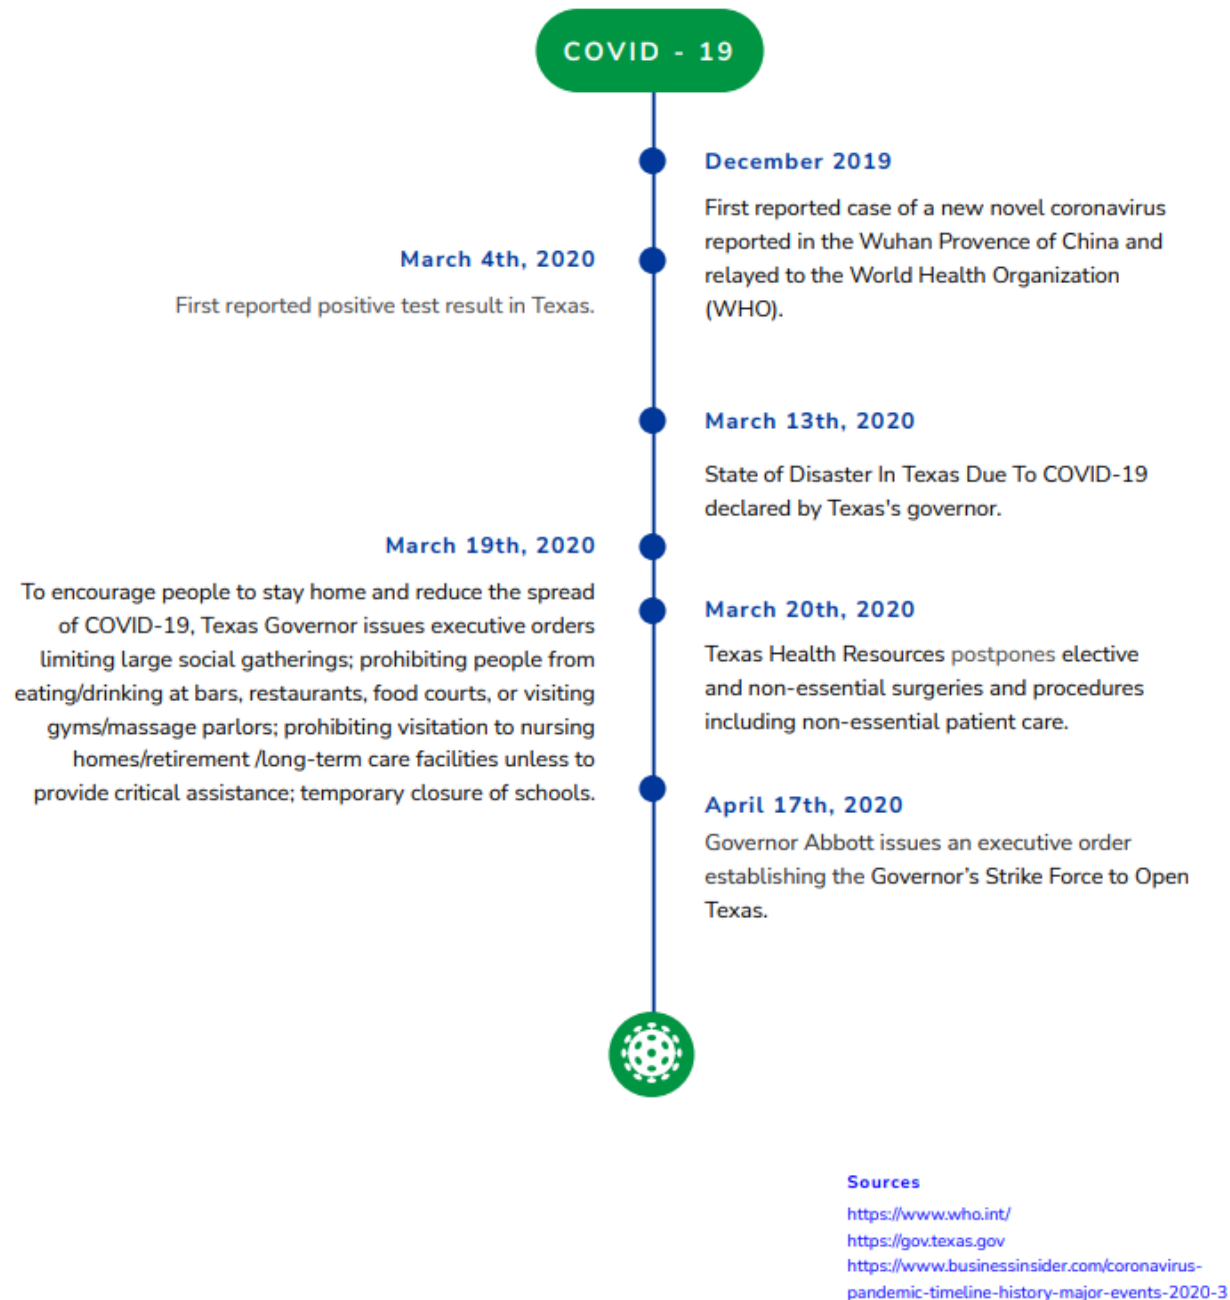 COVID - 19
December 2019
First reported case of a new novel coronavirus
reported in the Wuhan Provence of China and
relayed to the World Health Organization
(WHO).
March 4th, 2020
First reported positive test result in Texas.
March 13th, 2020
State of Disaster In Texas Due To COVID-19
declared by Texas's governor.
March 19th, 2020
To encourage people to stay home and reduce the spread
of COVID-19, Texas Governor issues executive orders
limiting large social gatherings; prohibiting people from
eating/drinking at bars, restaurants, food courts, or visiting
gyms/massage parlors; prohibiting visitation to nursing
homes/retirement /long-term care facilities unless to
provide critical assistance; temporary closure of schools.
March 20th, 2020
Texas Health Resources postpones elective
and non-essential surgeries and procedures
including non-essential patient care.
April 17th, 2020
Governor Abbott issues an executive order
establishing the Governor’s Strike Force to Open
Texas.
Sources
https://www.who.int/
https://gov.texas.gov
https://www.businessinsider.com/coronavirus-
pandemic-timeline-history-major-events-2020-3